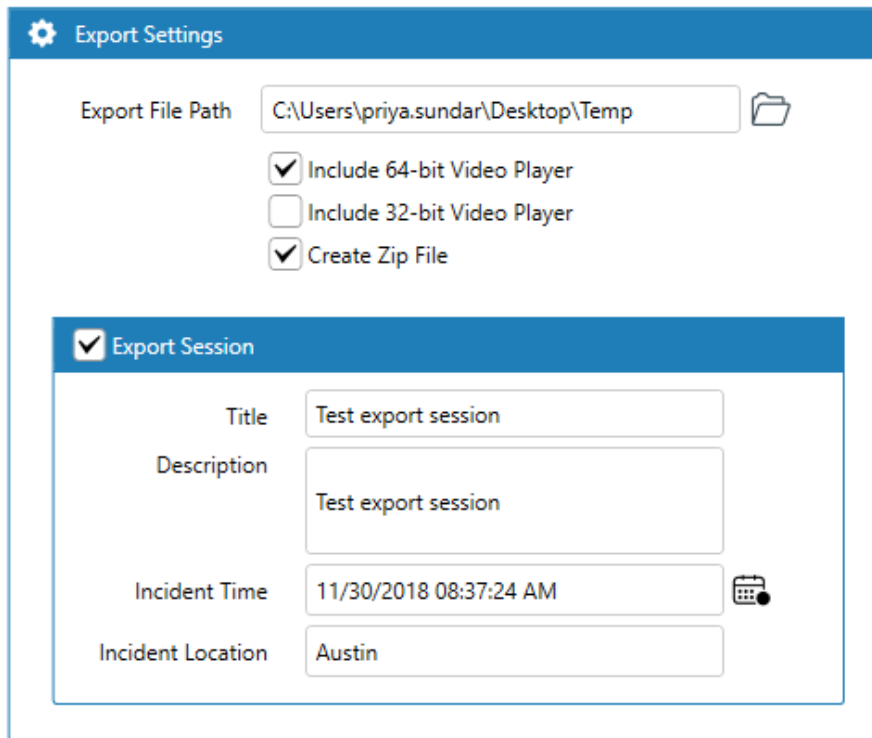 Export Settings
Export File Path C:\Users\priya.sundar\Desktop\Temp
Include 64-bit Video Player
Include 32-bit Video Player
Create Zip File
Export Session
Title Test export session
Description
Test export session
Incident Time 11/30/2018 08:37:24 AM
Incident Location Austin